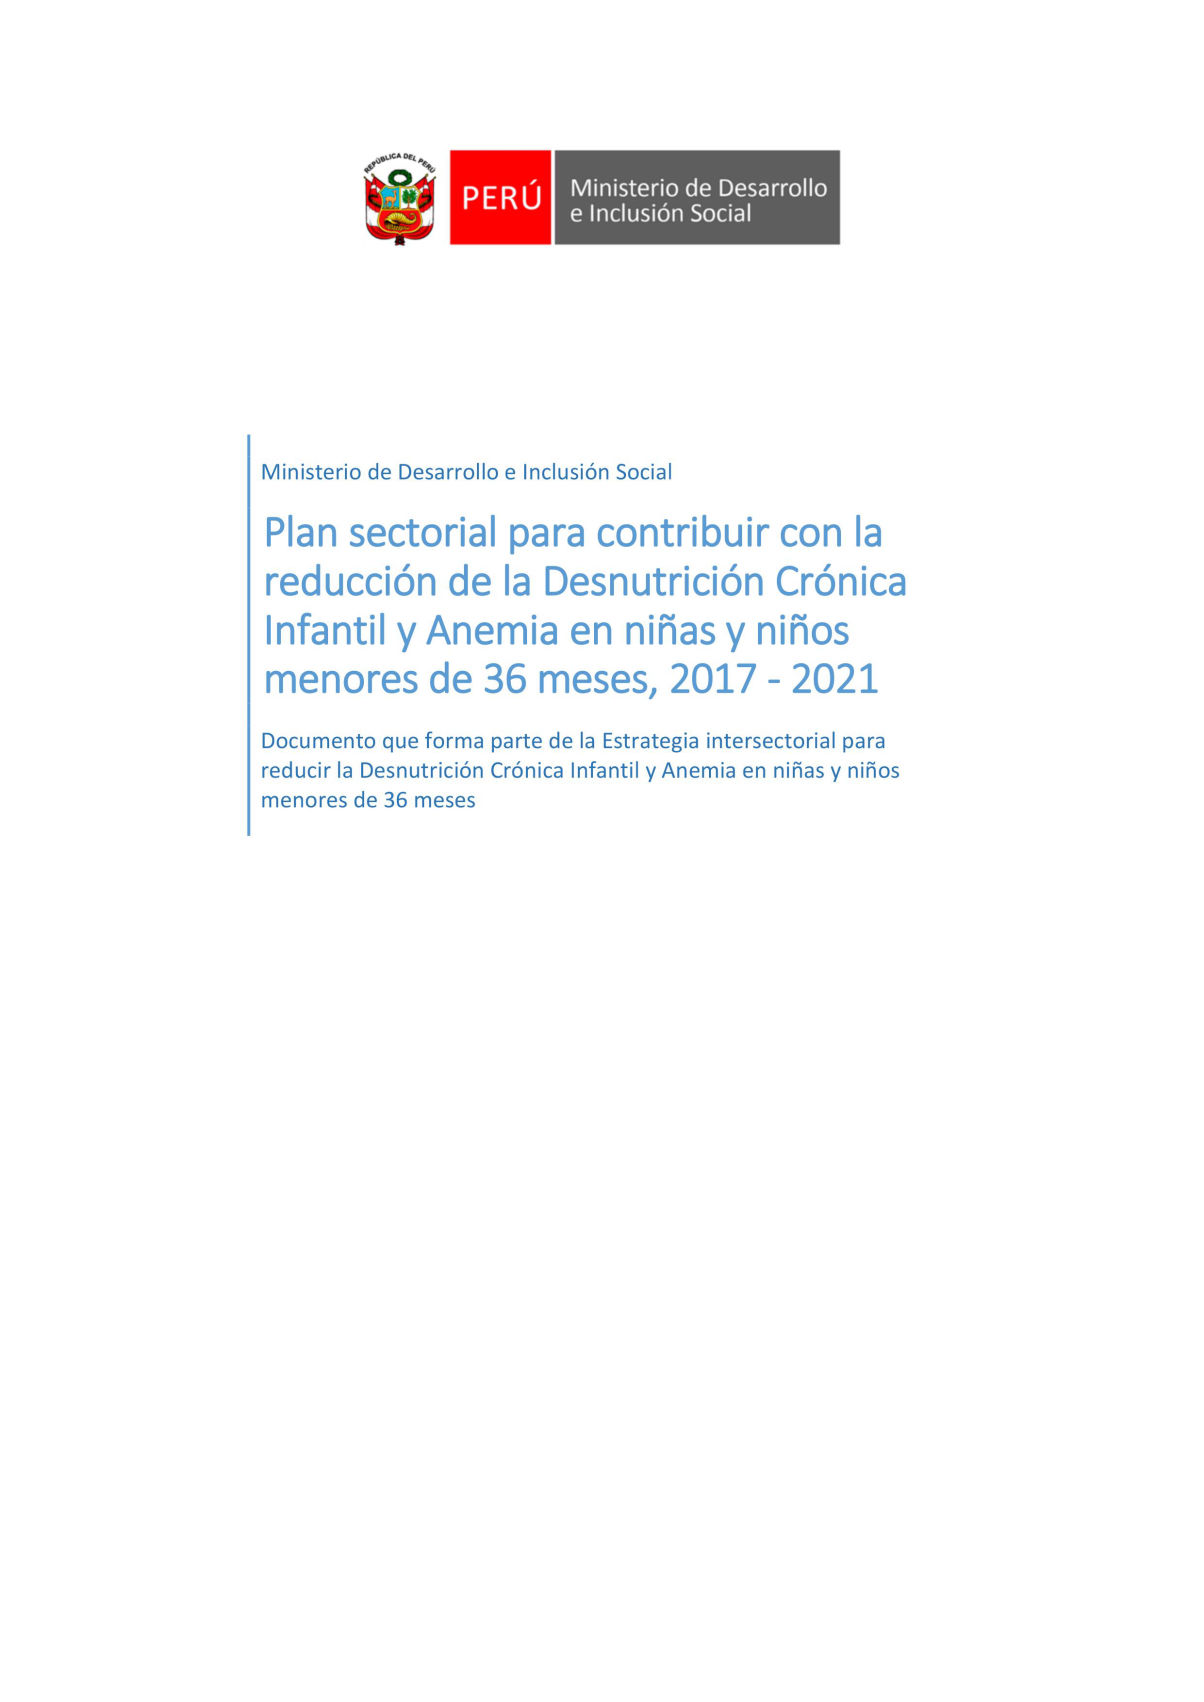 REPÚBLICA DEL PERÚ
PERÚ
Ministerio de Desarrollo
e Inclusión Social
Ministerio de Desarrollo e Inclusión Social
Plan sectorial para contribuir con la
reducción de la Desnutrición Crónica
Infantil y Anemia en niñas y niños
menores de 36 meses, 2017 - 2021
Documento que forma parte de la Estrategia intersectorial para
reducir la Desnutrición Crónica Infantil y Anemia en niñas y niños
menores de 36 meses